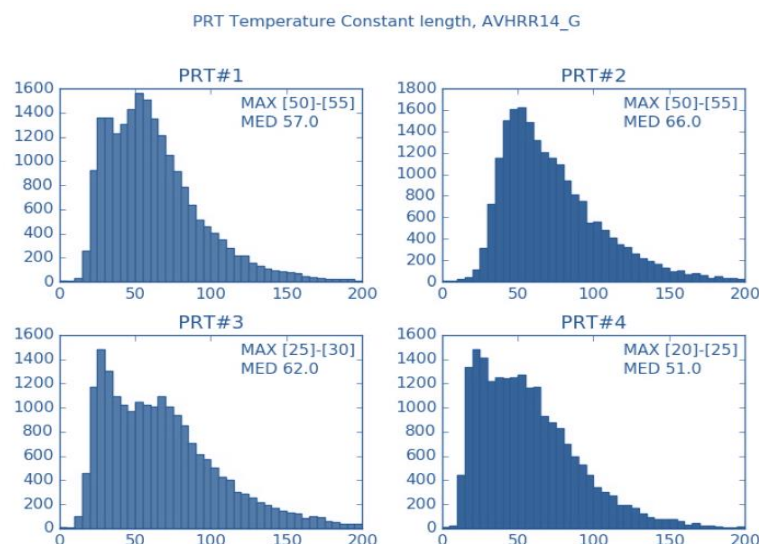 PRT Temperature Constant length, AVHRR14_G
PRT#1
MAX [50]-[55]
MED 57.0
1600
1400
1200
1000
800
600
400
200
0
0 50 100 150 200
PRT#2
MAX [50]-[55]
MED 66.0
1800
1600
1400
1200
1000
800
600
400
200
0
0 50 100 150 200
PRT#3
MAX [25]-[30]
MED 62.0
1600
1400
1200
1000
800
600
400
200
0
0 50 100 150 200
PRT#4
MAX [20]-[25]
MED 51.0
1600
1400
1200
1000
800
600
400
200
0
0 50 100 150 200